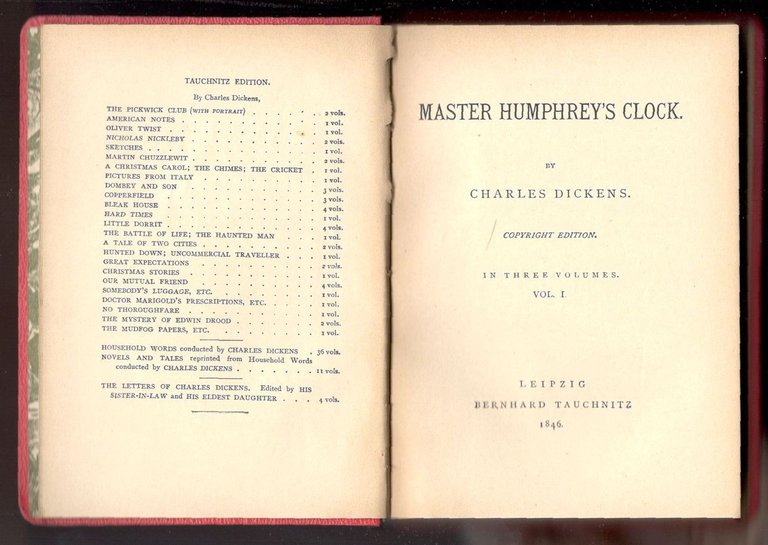 TAUCHNITZ EDITION.
By Charles Dickens,
THE PICKWICK CLUB (WITH PORTRAIT) . . . . . 2 vols.
AMERICAN NOTES . . . . . . . . . 1 vol.
OLIVER TWIST . . . . . . . . . . 1 vol.
NICHOLAS NICKLEBY . . . . . . . . . 2 vols.
SKETCHES . . . . . . . . . . . 1 vol.
MARTIN CHUZZLEWIT . . . . . . . . . 2 vols.
A CHRISTMAS CAROL; THE CHIMES; THE CRICKET . 1 vol.
PICTURES FROM ITALY . . . . . . . . 1 vol.
DOMBEY AND SON . . . . . . . . . 3 vols.
COPPERFIELD . . . . . . . . . . 3 vols.
BLEAK HOUSE . . . . . . . . . . 4 vols.
HARD TIMES . . . . . . . . . . 1 vol.
LITTLE DORRIT . . . . . . . . . . 4 vols.
THE BATTLE OF LIFE; THE HAUNTED MAN . . . 1 vol.
A TALE OF TWO CITIES . . . . . . . . 2 vols.
HUNTED DOWN; UNCOMMERCIAL TRAVELLER . . . 1 vol.
GREAT EXPECTATIONS . . . . . . . . 2 vols.
CHRISTMAS STORIES . . . . . . . . . 1 vol.
OUR MUTUAL FRIEND . . . . . . . . 4 vols.
SOMEBODY'S LUGGAGE, ETC. . . . . . . . 1 vol.
DOCTOR MARIGOLD'S PRESCRIPTIONS, ETC. . . . 1 vol.
NO THOROUGHFARE . . . . . . . . . 1 vol.
THE MYSTERY OF EDWIN DROOD . . . . . . 2 vols.
THE MUDFOG PAPERS, ETC. . . . . . . . 1 vol.
HOUSEHOLD WORDS conducted by CHARLES DICKENS . 36 vols.
NOVELS AND TALES reprinted from Household Words
conducted by CHARLES DICKENS . . . . . . . 11 vols.
THE LETTERS OF CHARLES DICKENS. Edited by HIS
SISTER-IN-LAW and HIS ELDEST DAUGHTER . . . 4 vols.
MASTER HUMPHREY'S CLOCK.
BY
CHARLES DICKENS.
COPYRIGHT EDITION.
IN THREE VOLUMES.
VOL. I
LEIPZIG
BERNHARD TAUCHNITZ
1846.